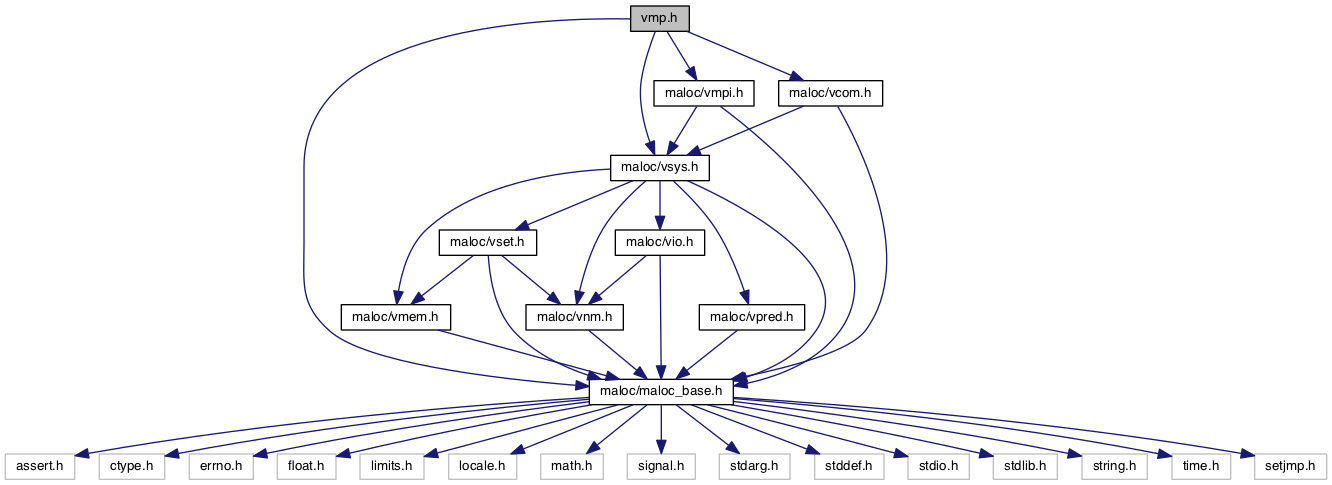 vmp.h
maloc/vmpi.h
maloc/vcom.h
maloc/vsys.h
maloc/vset.h
maloc/vio.h
maloc/vmem.h
maloc/vnm.h
maloc/vpred.h
maloc/maloc_base.h
assert.h
ctype.h
errno.h
float.h
limits.h
locale.h
math.h
signal.h
stdarg.h
stddef.h
stdio.h
stdlib.h
string.h
time.h
setjmp.h